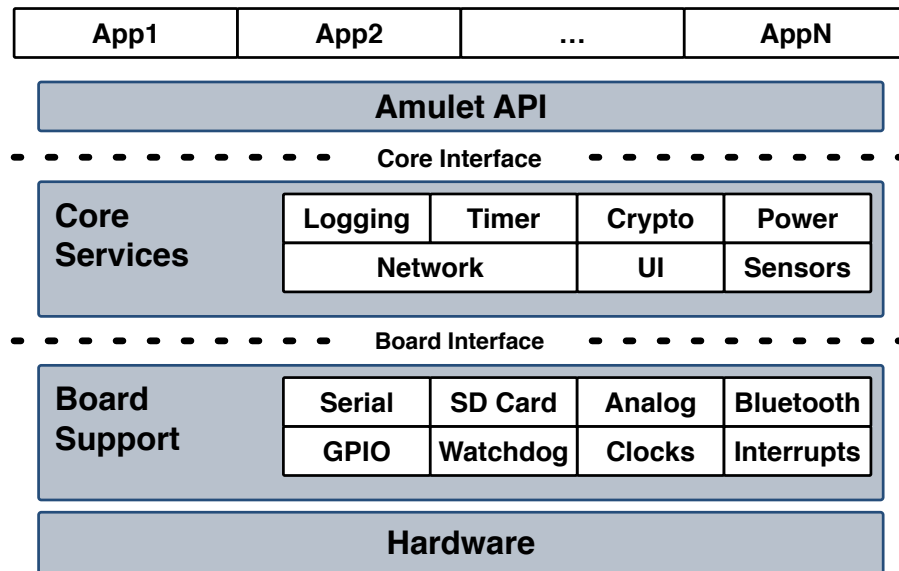 App1 App2 ... AppN
Amulet API
Core Interface
Core Logging Timer Crypto Power
Services Network UI Sensors
Board Interface
Board Serial SD Card Analog Bluetooth
Support GPIO Watchdog Clocks Interrupts
Hardware